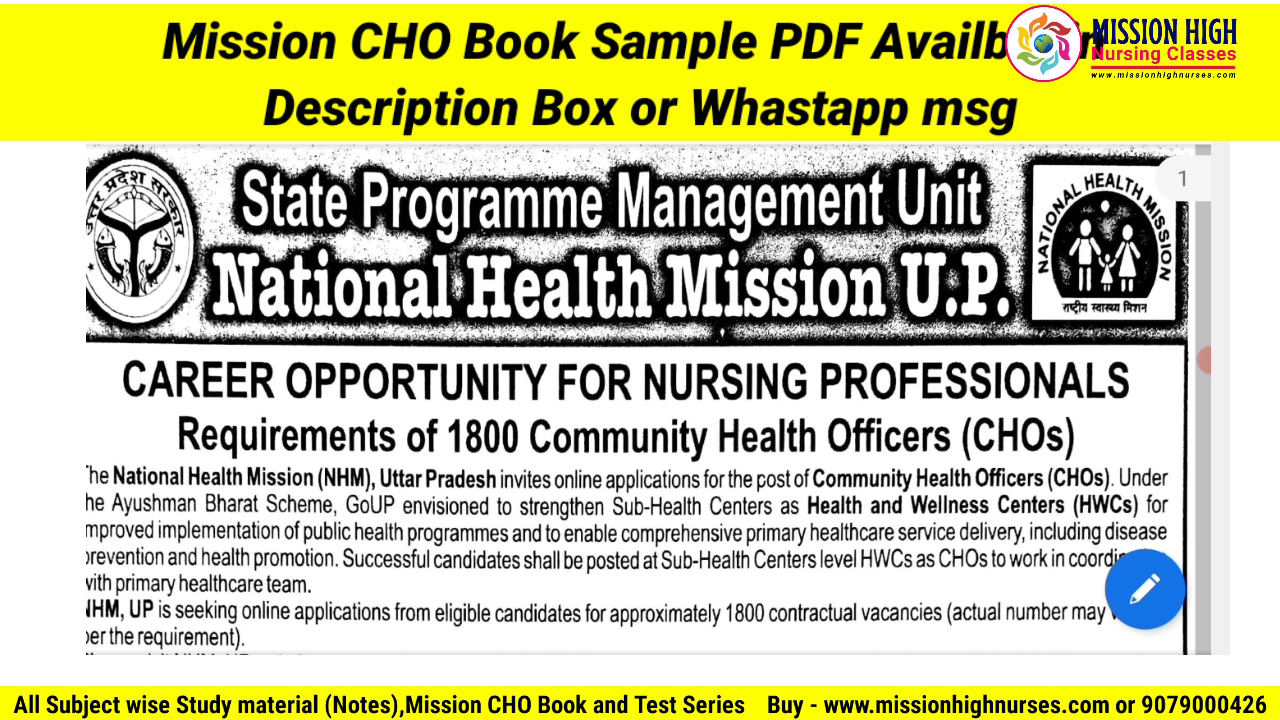 Mission CHO Book Sample PDF Availb
Description Box or Whastapp msg
MISSION HIGH
Nursing Classes
www.missionhighnurses.com
उत्तर प्रदेश सरकार
State Programme Management Unit
National Health Mission U.P.
NATIONAL HEALTH MISSION
राष्ट्रीय स्वास्थ्य मिशन
1
CAREER OPPORTUNITY FOR NURSING PROFESSIONALS
Requirements of 1800 Community Health Officers (CHOs)
The National Health Mission (NHM), Uttar Pradesh invites online applications for the post of Community Health Officers (CHOs). Under
he Ayushman Bharat Scheme, GoUP envisioned to strengthen Sub-Health Centers as Health and Wellness Centers (HWCs) for
mproved implementation of public health programmes and to enable comprehensive primary healthcare service delivery, including disease
prevention and health promotion. Successful candidates shall be posted at Sub-Health Centers level HWCs as CHOs to work in
with primary healthcare team.
NHM, UP is seeking online applications from eligible candidates for approximately 1800 contractual vacancies (actual number may
per the requirement).
All Subject wise Study material (Notes),Mission CHO Book and Test Series Buy - www.missionhighnurses.com or 9079000426